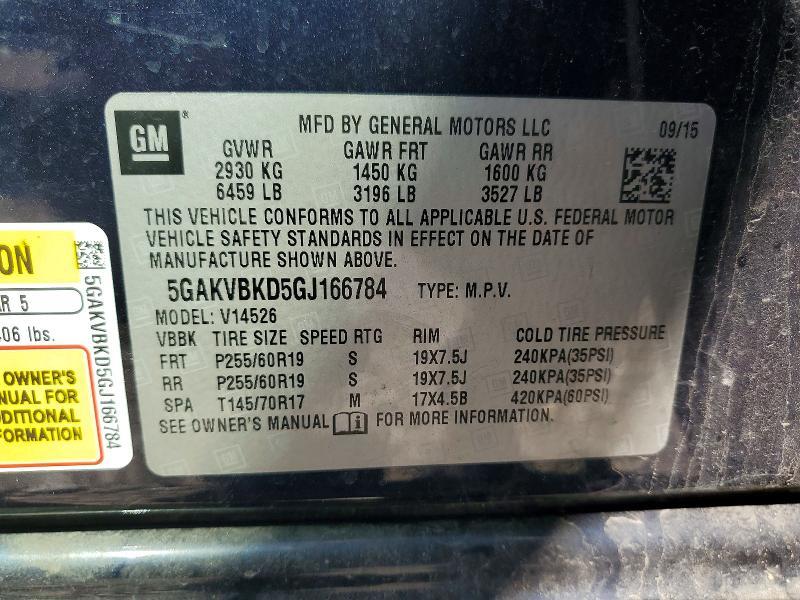 GM ®
MFD BY GENERAL MOTORS LLC 09/15
GVWR GAWR FRT GAWR RR
2930 KG 1450 KG 1600 KG
6459 LB 3196 LB 3527 LB
THIS VEHICLE CONFORMS TO ALL APPLICABLE U.S. FEDERAL MOTOR
VEHICLE SAFETY STANDARDS IN EFFECT ON THE DATE OF
MANUFACTURE SHOWN ABOVE.
5GAKVBKD5GJ166784 TYPE: M.P.V.
MODEL: V14526
VBBK TIRE SIZE SPEED RTG RIM COLD TIRE PRESSURE
FRT P255/60R19 S 19X7.5J 240KPA(35PSI)
RR P255/60R19 S 19X7.5J 240KPA(35PSI)
SPA T145/70R17 M 17X4.5B 420KPA(60PSI)
SEE OWNER'S MANUAL FOR MORE INFORMATION.
ON
R 5
06 lbs.
OWNER'S
NUAL FOR
DDITIONAL
FORMATION
5GAKVBKD5GJ166784